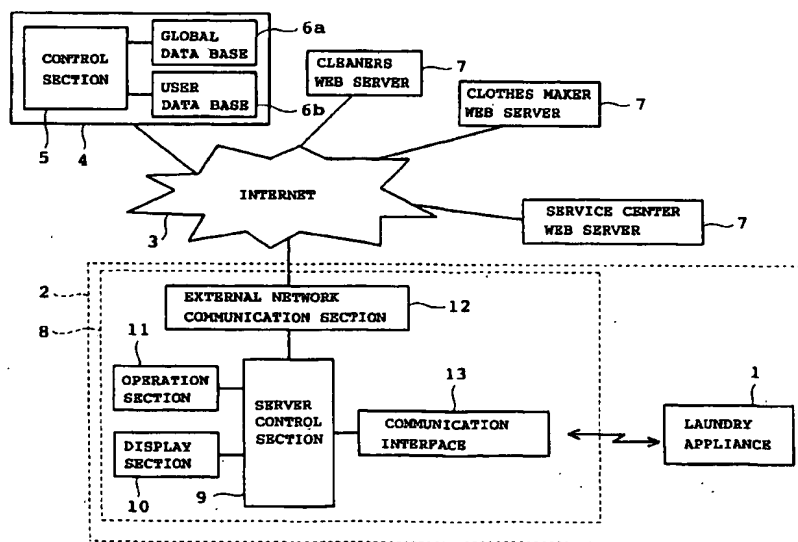 GLOBAL
DATA BASE
6a
CONTROL
SECTION
USER
DATA BASE
6b
5
4
CLEANERS
WEB SERVER
7
CLOTHES MAKER
WEB SERVER
7
INTERNET
3
SERVICE CENTER
WEB SERVER
7
2
8
EXTERNAL NETWORK
COMMUNICATION SECTION
12
11
OPERATION
SECTION
SERVER
CONTROL
SECTION
13
COMMUNICATION
INTERFACE
1
LAUNDRY
APPLIANCE
DISPLAY
SECTION
10
9